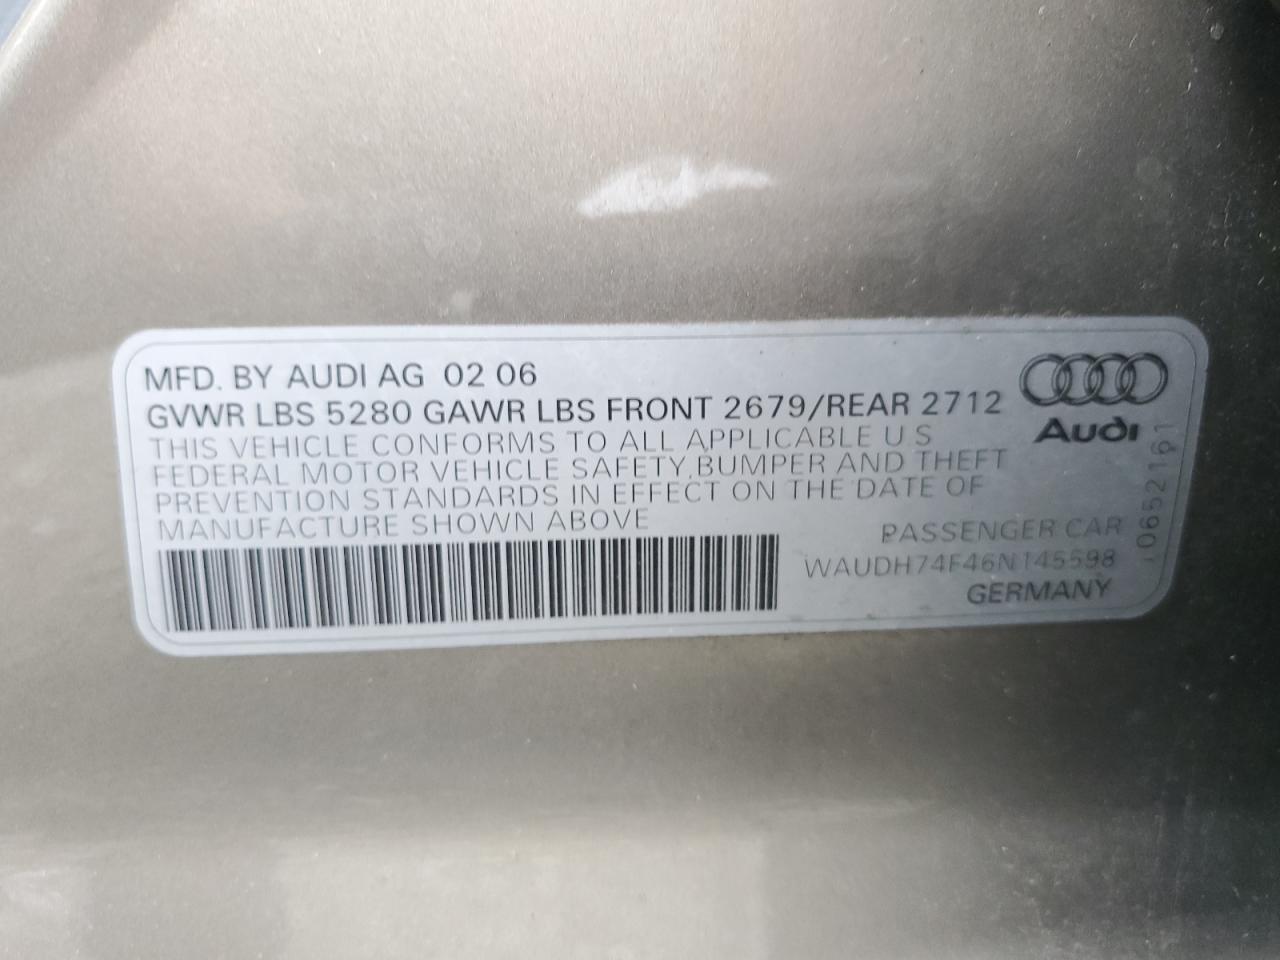 MFD. BY AUDI AG 02 06
GVWR LBS 5280 GAWR LBS FRONT 2679/REAR 2712
THIS VEHICLE CONFORMS TO ALL APPLICABLE U S
FEDERAL MOTOR VEHICLE SAFETY,BUMPER AND THEFT
PREVENTION STANDARDS IN EFFECT ON THE DATE OF
MANUFACTURE SHOWN ABOVE
Audi
PASSENGER CAR
WAUDH74F46N145598
GERMANY
10652161